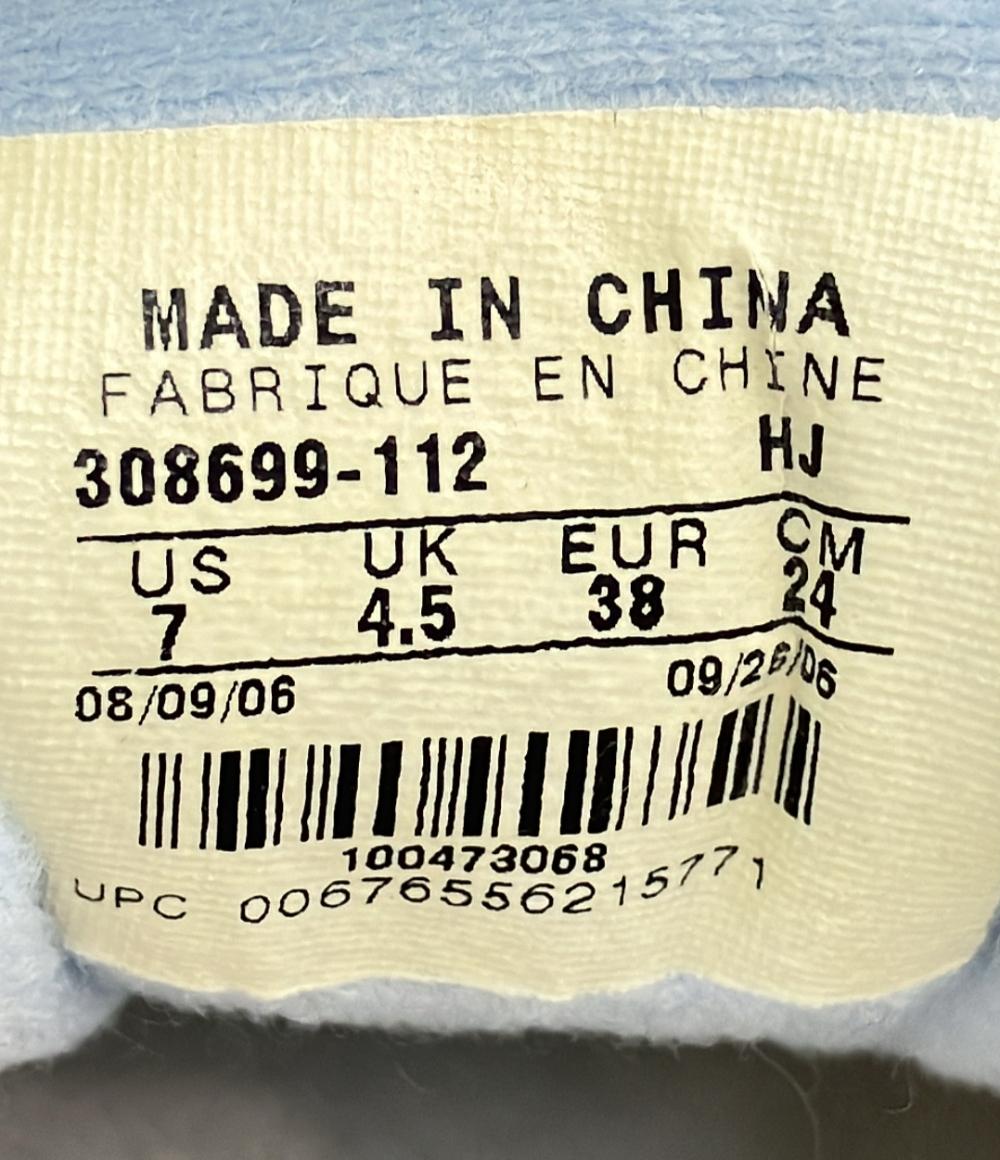 MADE IN CHINA
FABRIQUE EN CHINE
308699-112 HJ
US UK EUR CM
7 4.5 38 24
08/09/06 09/26/06
100473068
UPC 00676556215771